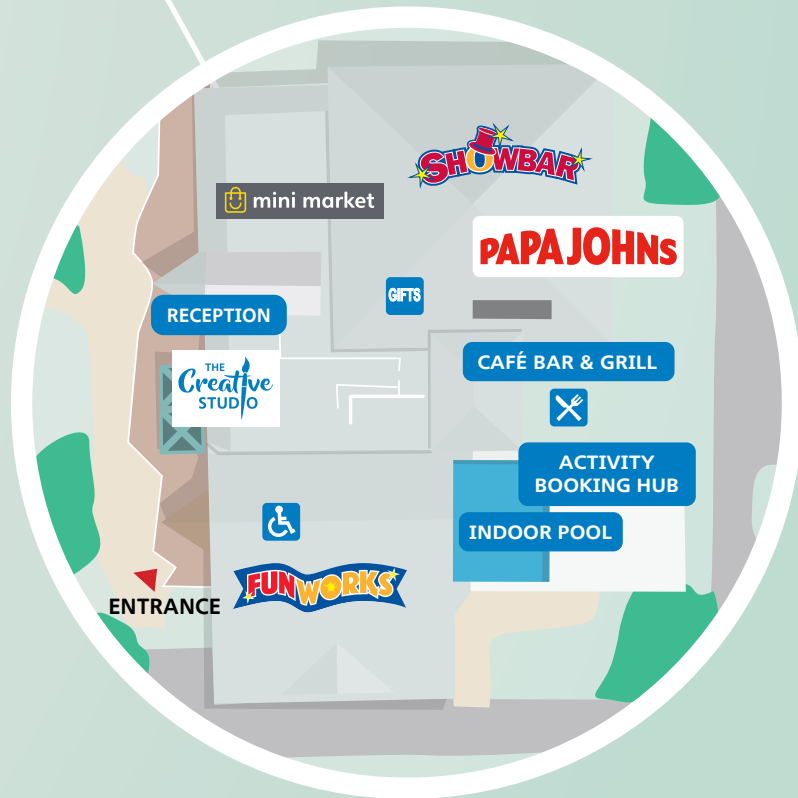 SHOWBAR
mini market
PAPA JOHNS
GIFTS
RECEPTION
CAFÉ BAR & GRILL
THE
Creative
STUDIO
ACTIVITY
BOOKING HUB
INDOOR POOL
FUNWORKS
ENTRANCE